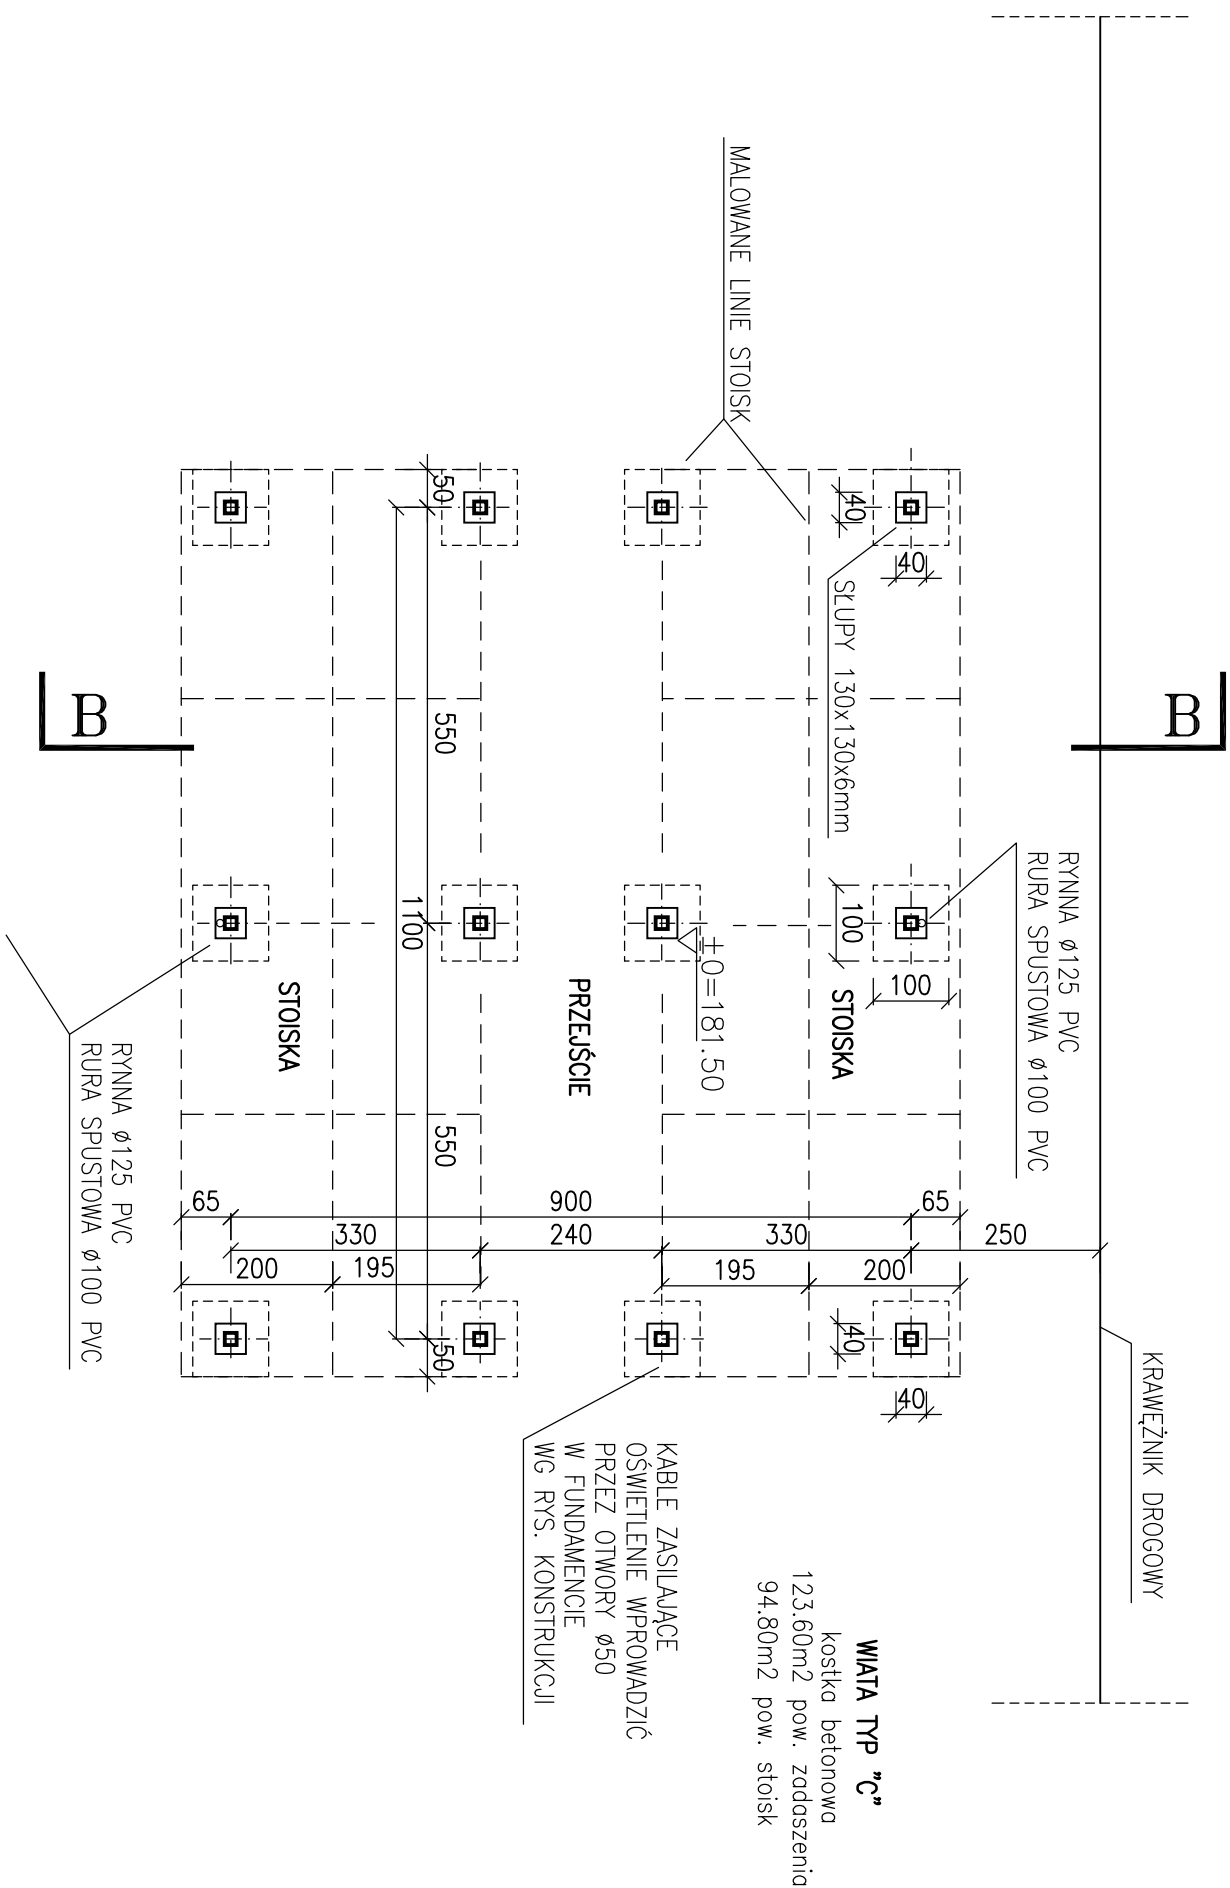 KRAWĘŻNIK DROGOWY
B
B
RYNNA ø125 PVC
RURA SPUSTOWA ø100 PVC
MALOWANE LINIE STOISK
SŁUPY 130x130x6mm
40
40
100
100
40
40
STOISKA
±0=181.50
PRZEJŚCIE
STOISKA
WIATA TYP "C"
kostka betonowa
123.60m2 pow. zadaszenia
94.80m2 pow. stoisk
KABLE ZASILAJĄCE
OŚWIETLENIE WPROWADZIĆ
PRZEZ OTWORY ø50
W FUNDAMENCIE
WG RYS. KONSTRUKCJI
50
550
550
50
1100
65
900
65
330
240
330
250
200
195
195
200
RYNNA ø125 PVC
RURA SPUSTOWA ø100 PVC